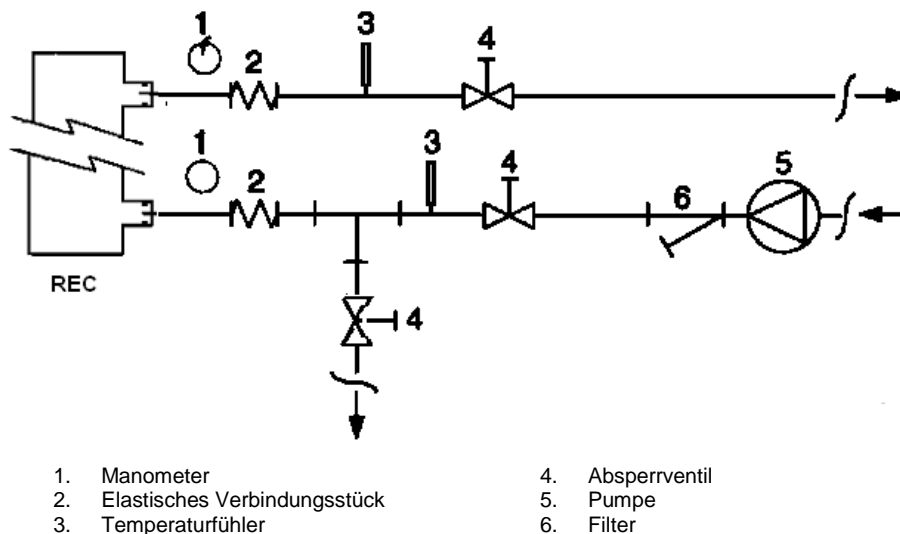 1
2
3
4
1
2
3
4
5
6
REC
4
1. Manometer
2. Elastisches Verbindungsstück
3. Temperaturfühler
4. Absperrventil
5. Pumpe
6. Filter